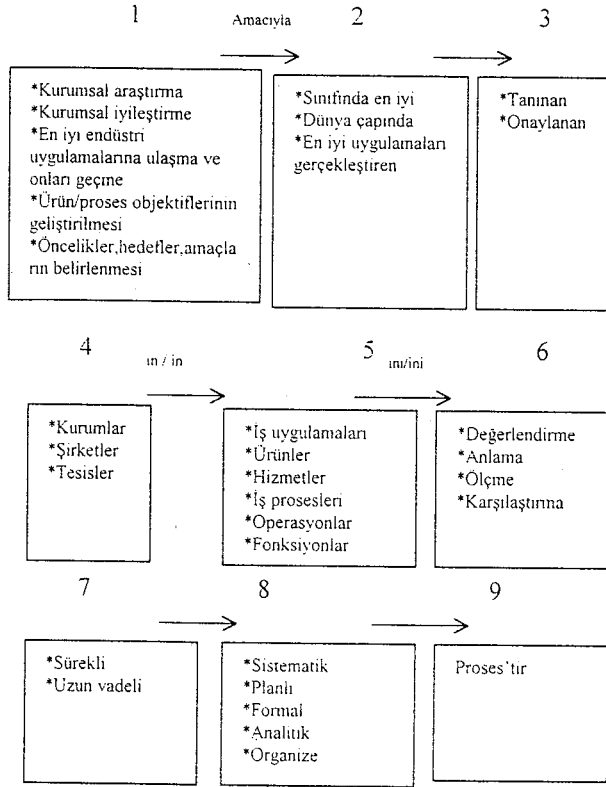 1 Amacıyla 2 3
*Kurumsal araştırma
*Kurumsal iyileştirme
*En iyi endüstri
uygulamalarına ulaşma ve
onları geçme
*Ürün/proses objektiflerinin
geliştirilmesi
*Öncelikler,hedefler,amaçla
rın belirlenmesi
*Sınıfında en iyi
*Dünya çapında
*En iyi uygulamaları
gerçekleştiren
*Tanınan
*Onaylanan
4 ın / in 5 ını/ini 6
*Kurumlar
*Şirketler
*Tesisler
*İş uygulamaları
*Ürünler
*Hizmetler
*İş prosesleri
*Operasyonlar
*Fonksiyonlar
*Değerlendirme
*Anlama
*Ölçme
*Karşılaştırma
7 8 9
*Sürekli
*Uzun vadeli
*Sistematik
*Planlı
*Formal
*Analitik
*Organize
Proses'tir